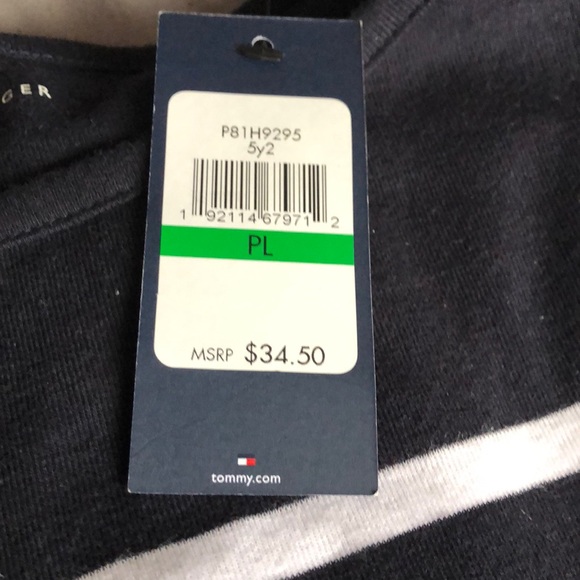 GER
P81H9295
5y2
1 92114 67971 2
PL
MSRP $34.50
tommy.com